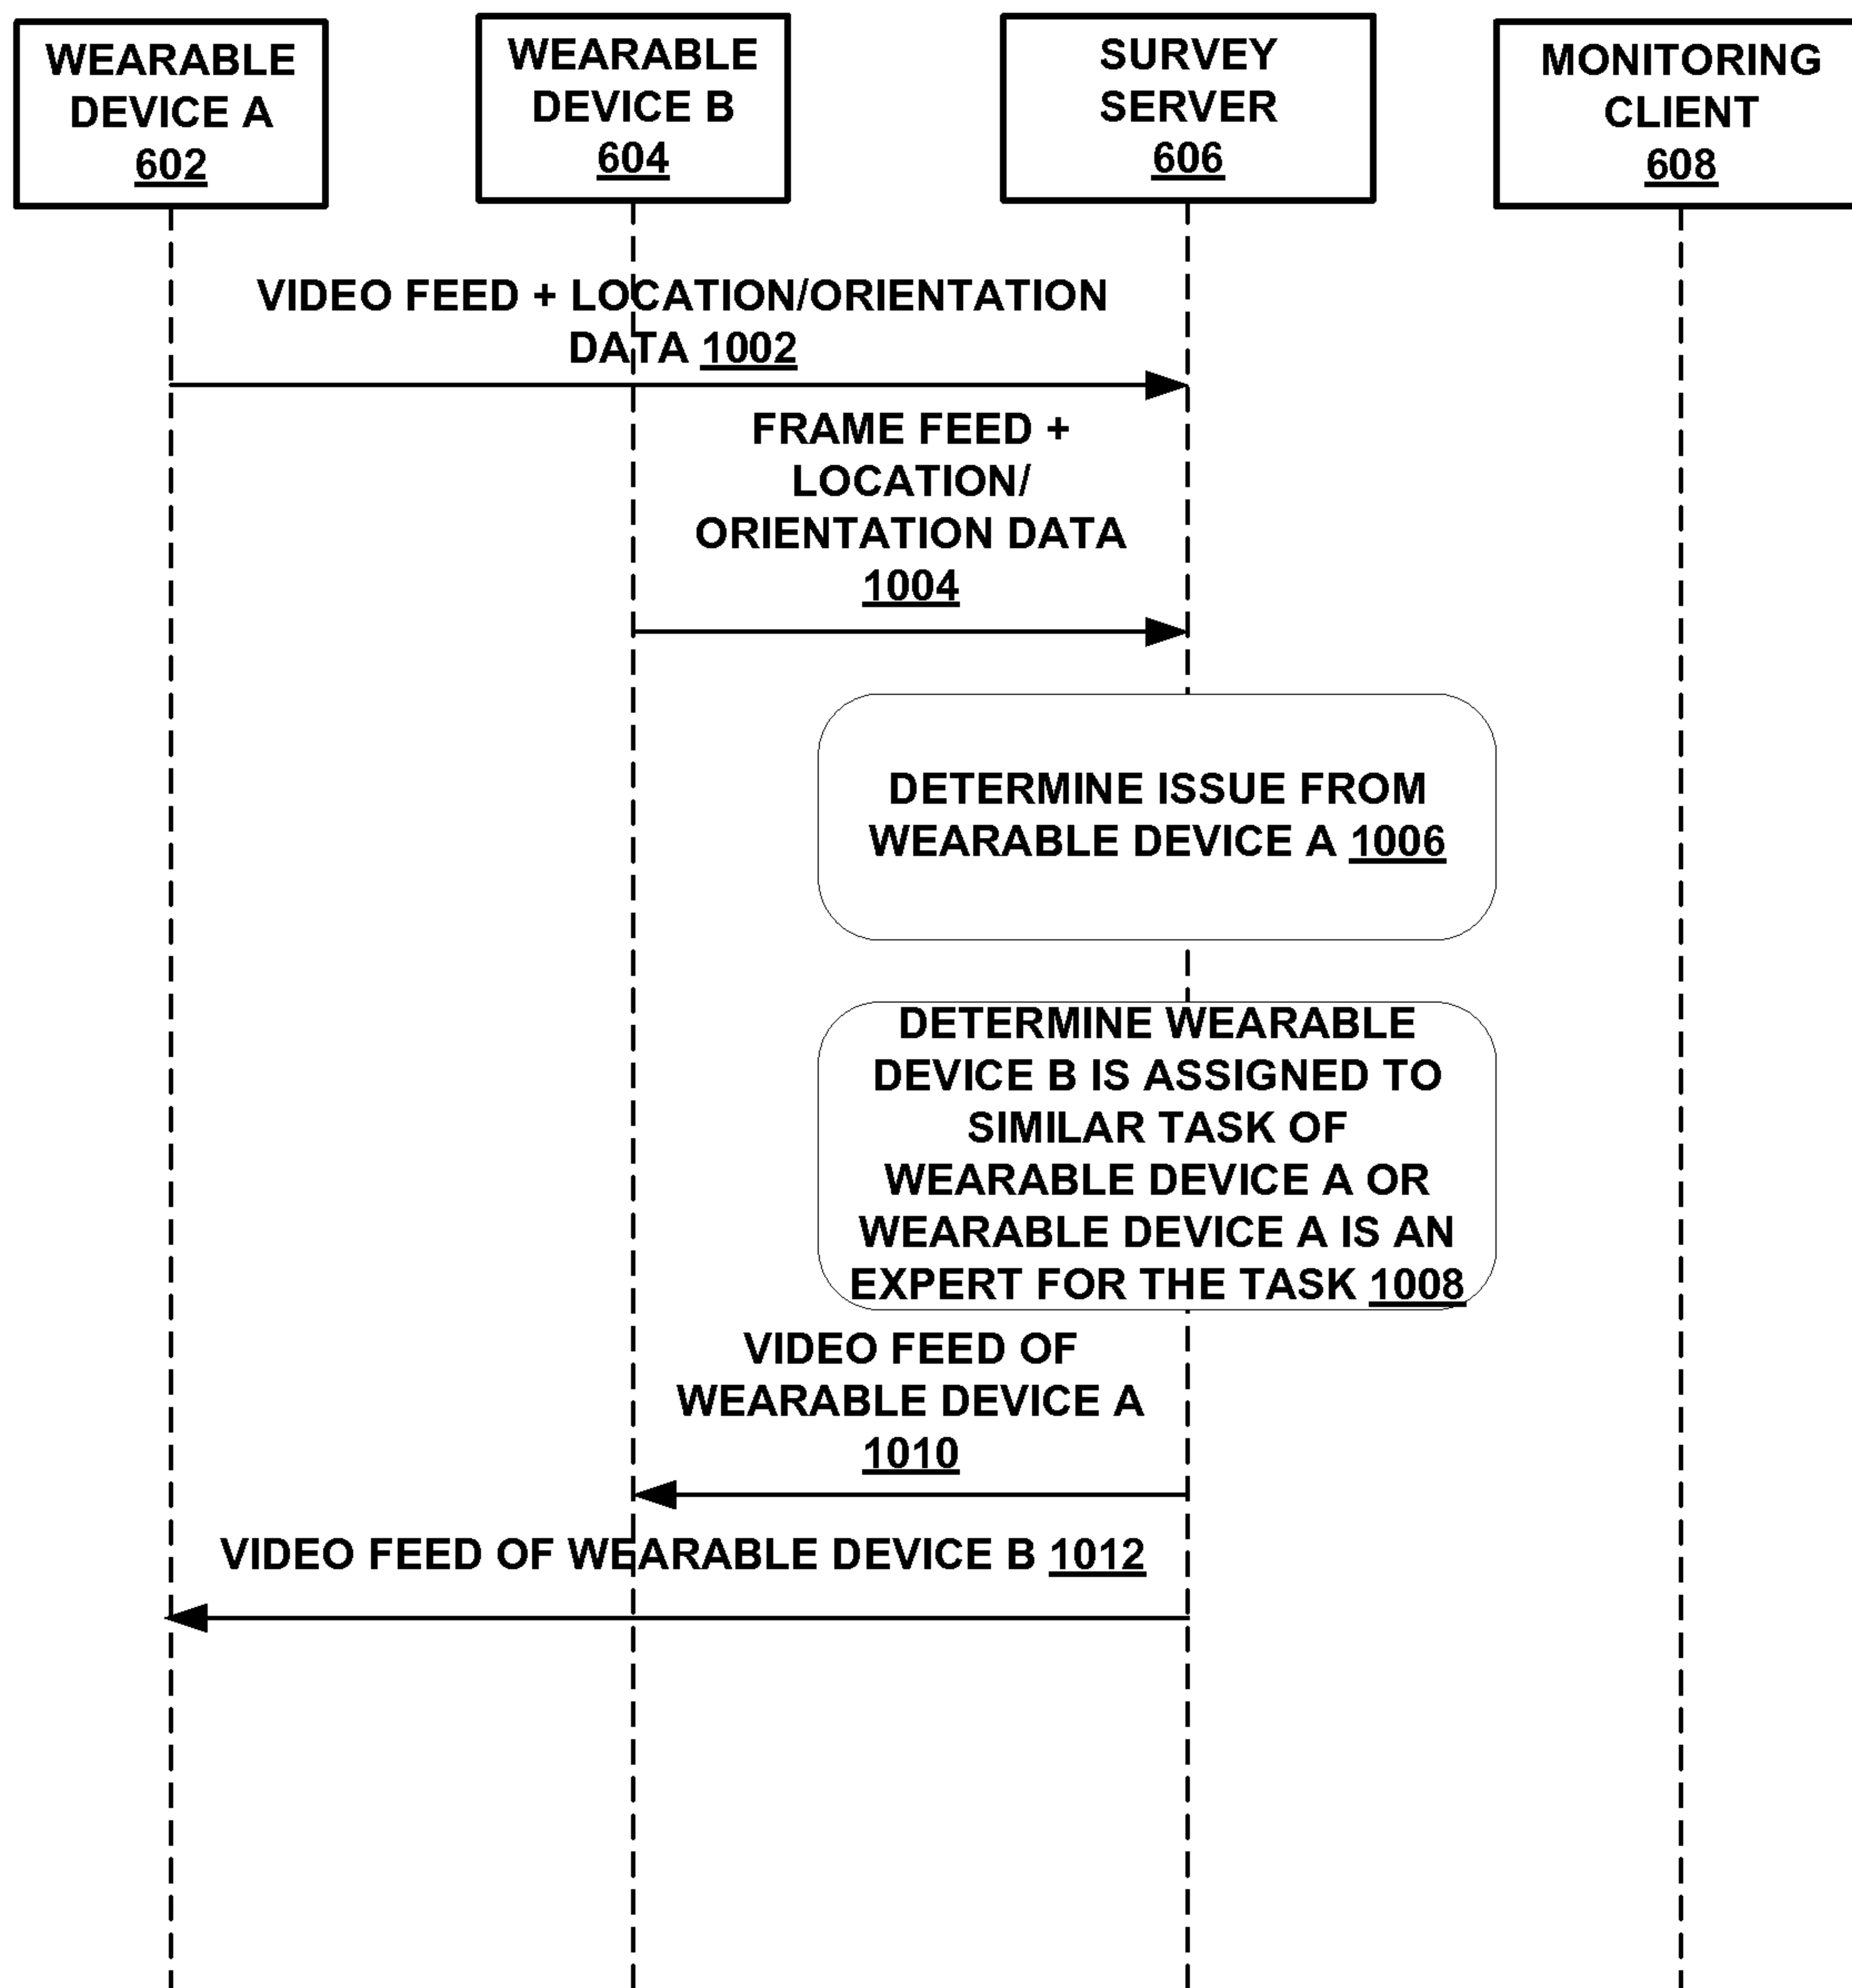 WEARABLE
DEVICE A
602
WEARABLE
DEVICE B
604
SURVEY
SERVER
606
MONITORING
CLIENT
608
VIDEO FEED + LOCATION/ORIENTATION
DATA 1002
FRAME FEED +
LOCATION/
ORIENTATION DATA
1004
DETERMINE ISSUE FROM
WEARABLE DEVICE A 1006
DETERMINE WEARABLE
DEVICE B IS ASSIGNED TO
SIMILAR TASK OF
WEARABLE DEVICE A OR
WEARABLE DEVICE A IS AN
EXPERT FOR THE TASK 1008
VIDEO FEED OF
WEARABLE DEVICE A
1010
VIDEO FEED OF WEARABLE DEVICE B 1012